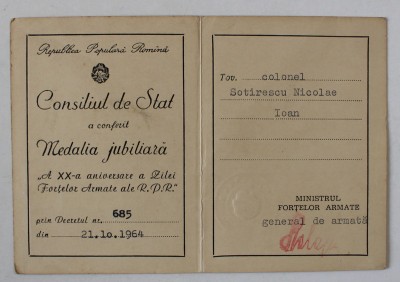 Republica Populară Romînă
Consiliul de Stat
a conferit
Medalia jubiliară
„A XX-a aniversare a Zilei
Forțelor Armate ale R.P.R."
prin Decretul nr. 685
din 21.10.1964
Tov. colonel
Sotirescu Nicolae
Ioan
MINISTRUL
FORȚELOR ARMATE
general de armată